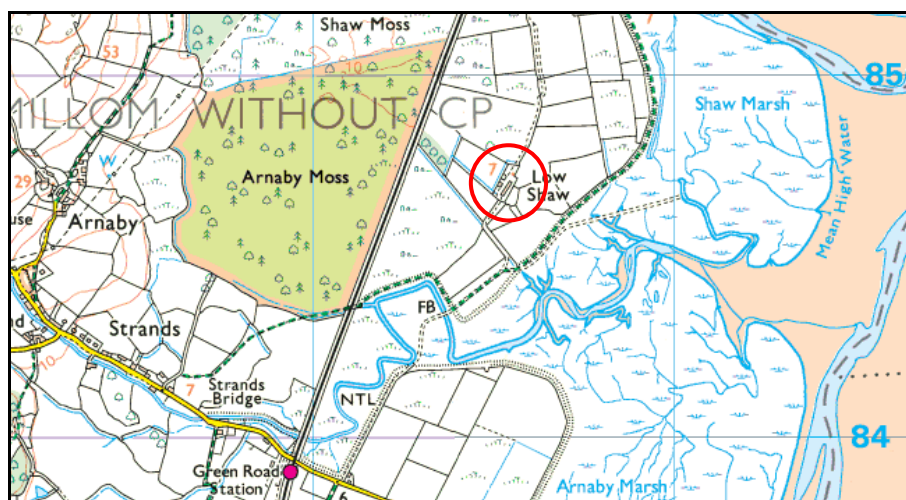 Shaw Moss
53
10
7
85
Shaw Marsh
MILLOM WITHOUT CP
W
Arnaby Moss
7
Low
Shaw
29
use
Arnaby
Mean High Water
FB
nd
Strands
10
7
Strands
Bridge
NTL
84
Green Road
Station
6
Arnaby Marsh